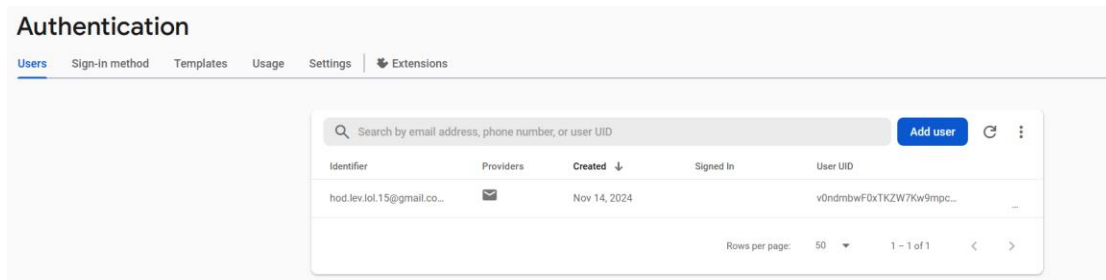 Authentication
Users Sign-in method Templates Usage Settings Extensions
Search by email address, phone number, or user UID Add user
Identifier Providers Created Signed In User UID
hod.lev.lol.15@gmail.co... Nov 14, 2024 v0ndmbwF0xTKZW7Kw9mpc...
Rows per page: 50 1 – 1 of 1